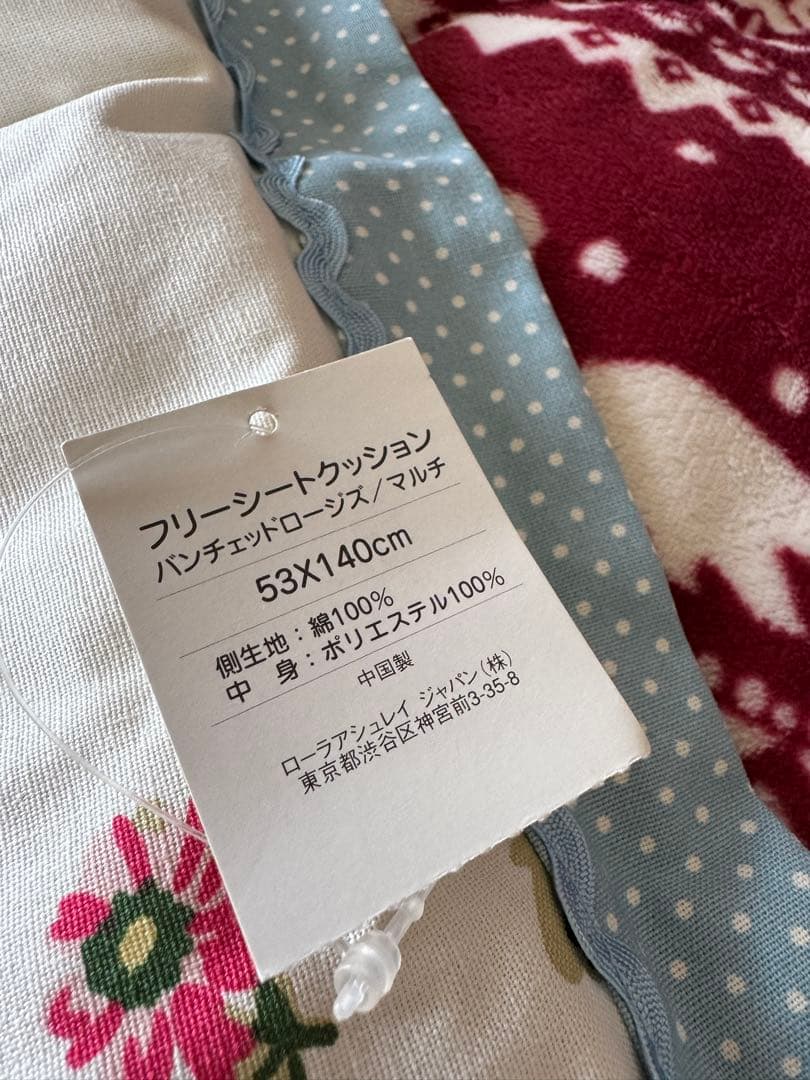 フリーシートクッション
バンチェッドロージズ/マルチ
53X140cm
側生地：綿100%
中　身：ポリエステル100%
中国製
ローラアシュレイ ジャパン(株)
東京都渋谷区神宮前3-35-8